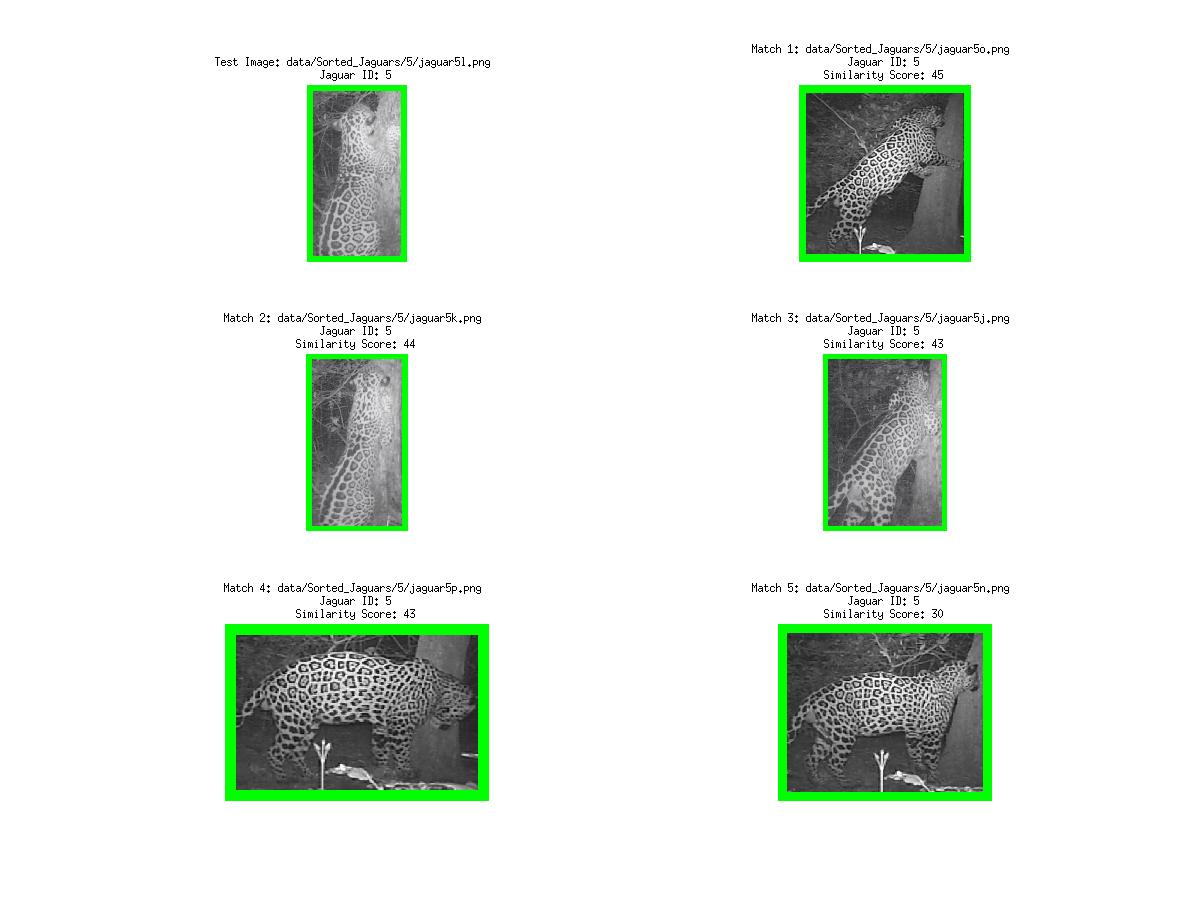 Test Image: data/Sorted_Jaguars/5/jaguar5l.png
Jaguar ID: 5
Match 1: data/Sorted_Jaguars/5/jaguar5o.png
Jaguar ID: 5
Similarity Score: 45
Match 2: data/Sorted_Jaguars/5/jaguar5k.png
Jaguar ID: 5
Similarity Score: 44
Match 3: data/Sorted_Jaguars/5/jaguar5j.png
Jaguar ID: 5
Similarity Score: 43
Match 4: data/Sorted_Jaguars/5/jaguar5p.png
Jaguar ID: 5
Similarity Score: 43
Match 5: data/Sorted_Jaguars/5/jaguar5n.png
Jaguar ID: 5
Similarity Score: 30